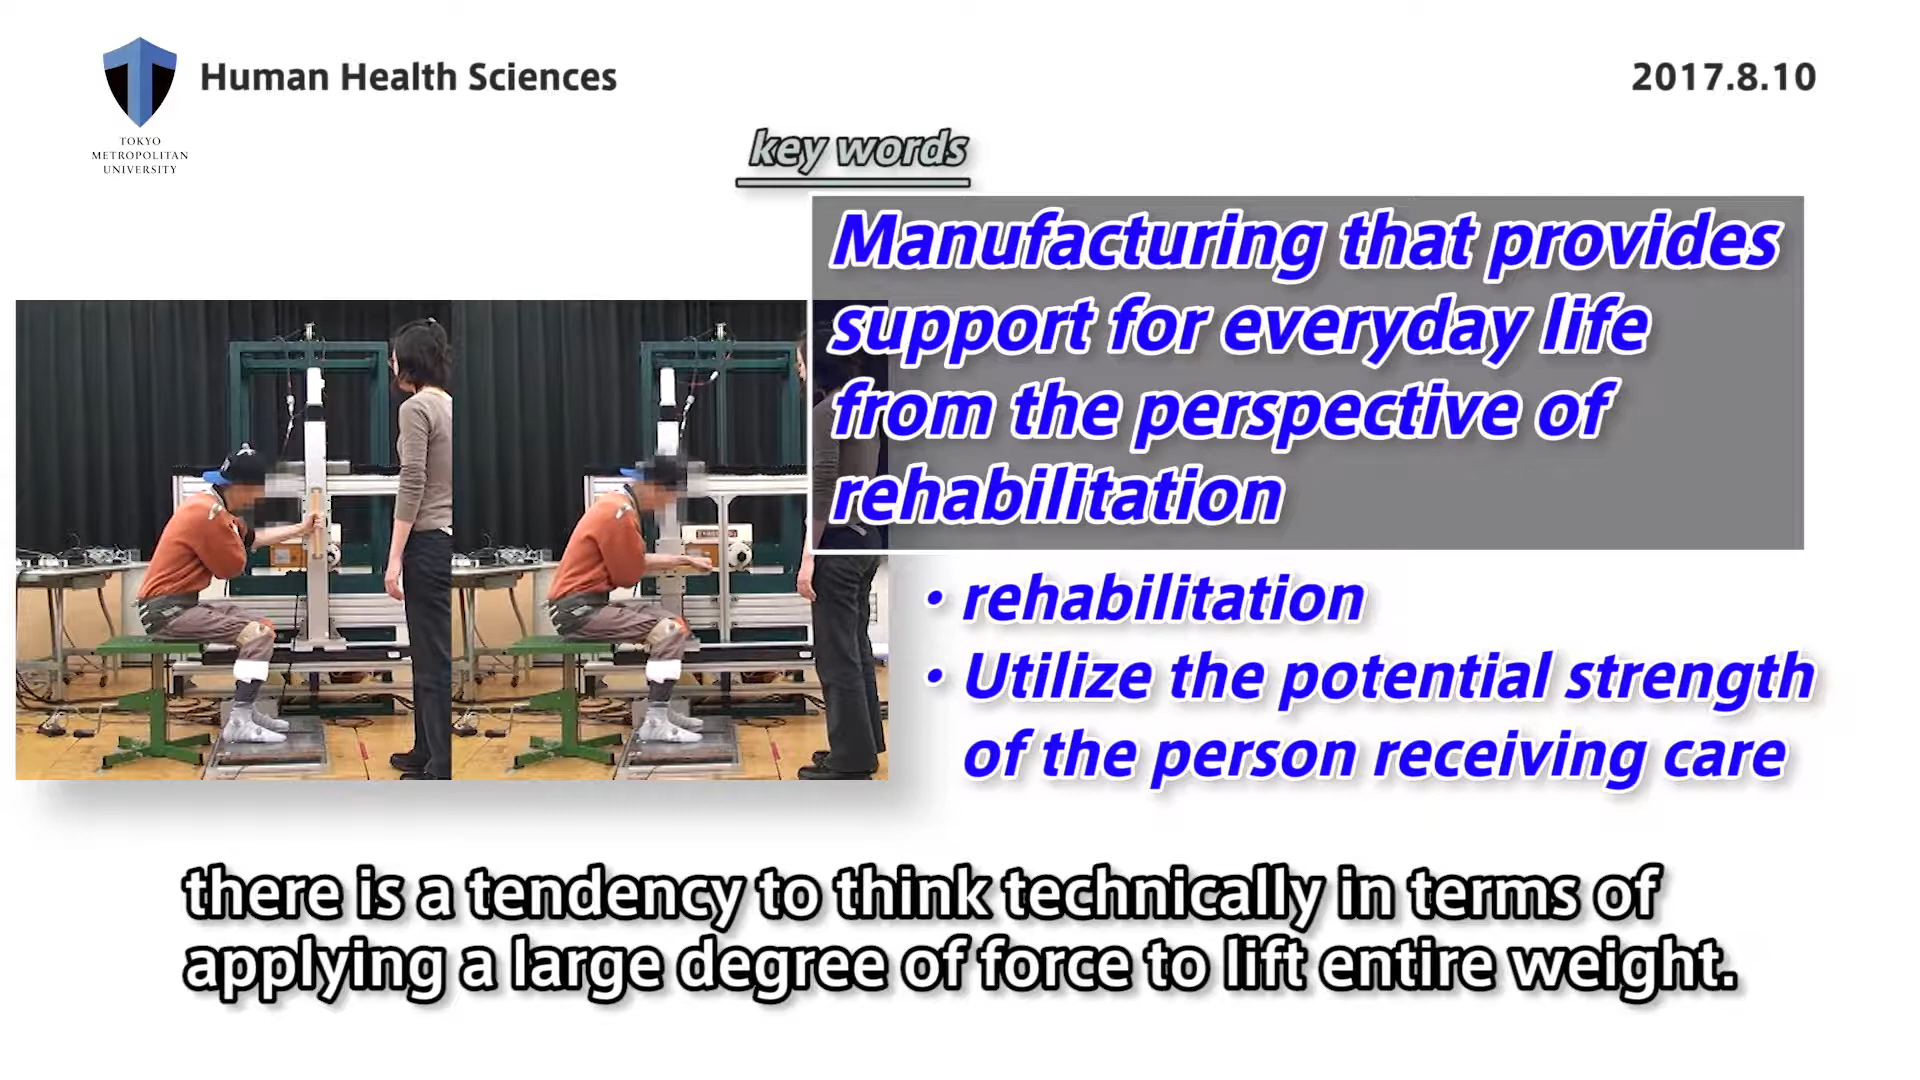 Human Health Sciences
2017.8.10
TOKYO
METROPOLITAN
UNIVERSITY
key words
Manufacturing that provides
support for everyday life
from the perspective of
rehabilitation
・rehabilitation
・Utilize the potential strength
of the person receiving care
there is a tendency to think technically in terms of
applying a large degree of force to lift entire weight.